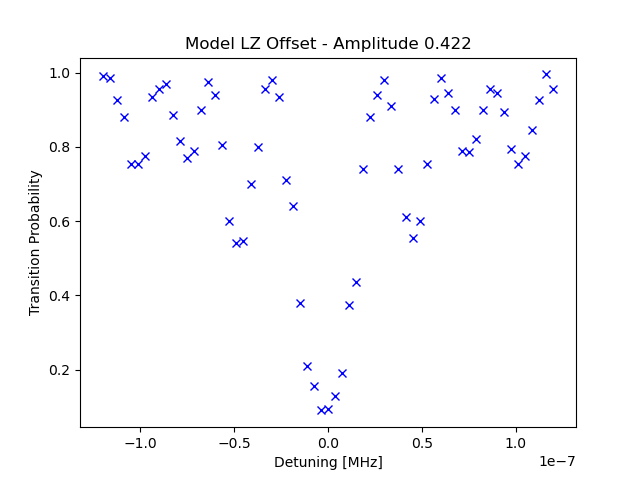 Model LZ Offset - Amplitude 0.422
Transition Probability
1.0
0.8
0.6
0.4
0.2
−1.0 −0.5 0.0 0.5 1.0
1e−7
Detuning [MHz]